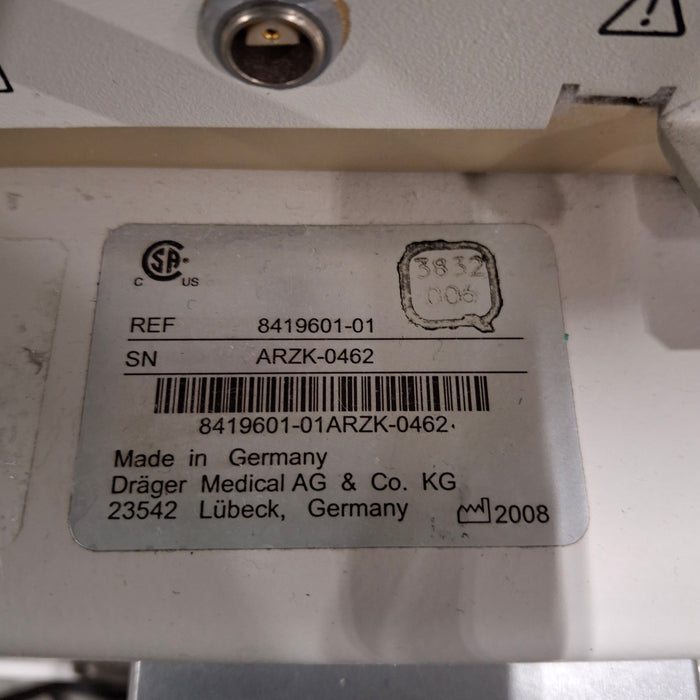 3832
006
CSA
C US
REF 8419601-01
SN ARZK-0462
8419601-01ARZK-0462
Made in Germany
Dräger Medical AG & Co. KG
23542 Lübeck, Germany 2008